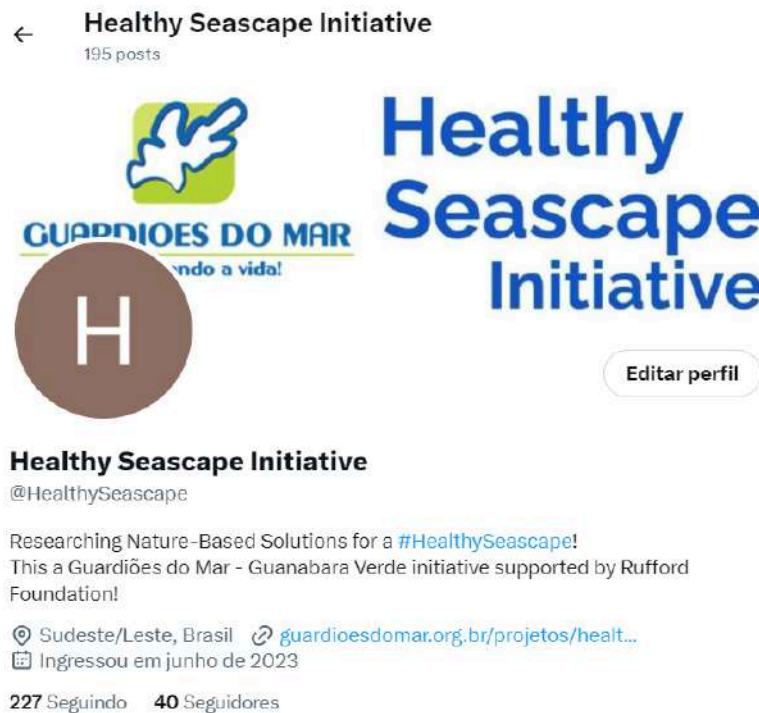 Healthy Seascape Initiative
195 posts
GUARDIOES DO MAR
ndo a vida!
Healthy
Seascape
Initiative
H
Editar perfil
Healthy Seascape Initiative
@HealthySeascape
Researching Nature-Based Solutions for a #HealthySeascape!
This a Guardiões do Mar - Guanabara Verde initiative supported by Rufford
Foundation!
Sudeste/Leste, Brasil guardioesdomar.org.br/projetos/healt...
Ingressou em junho de 2023
227 Seguindo 40 Seguidores